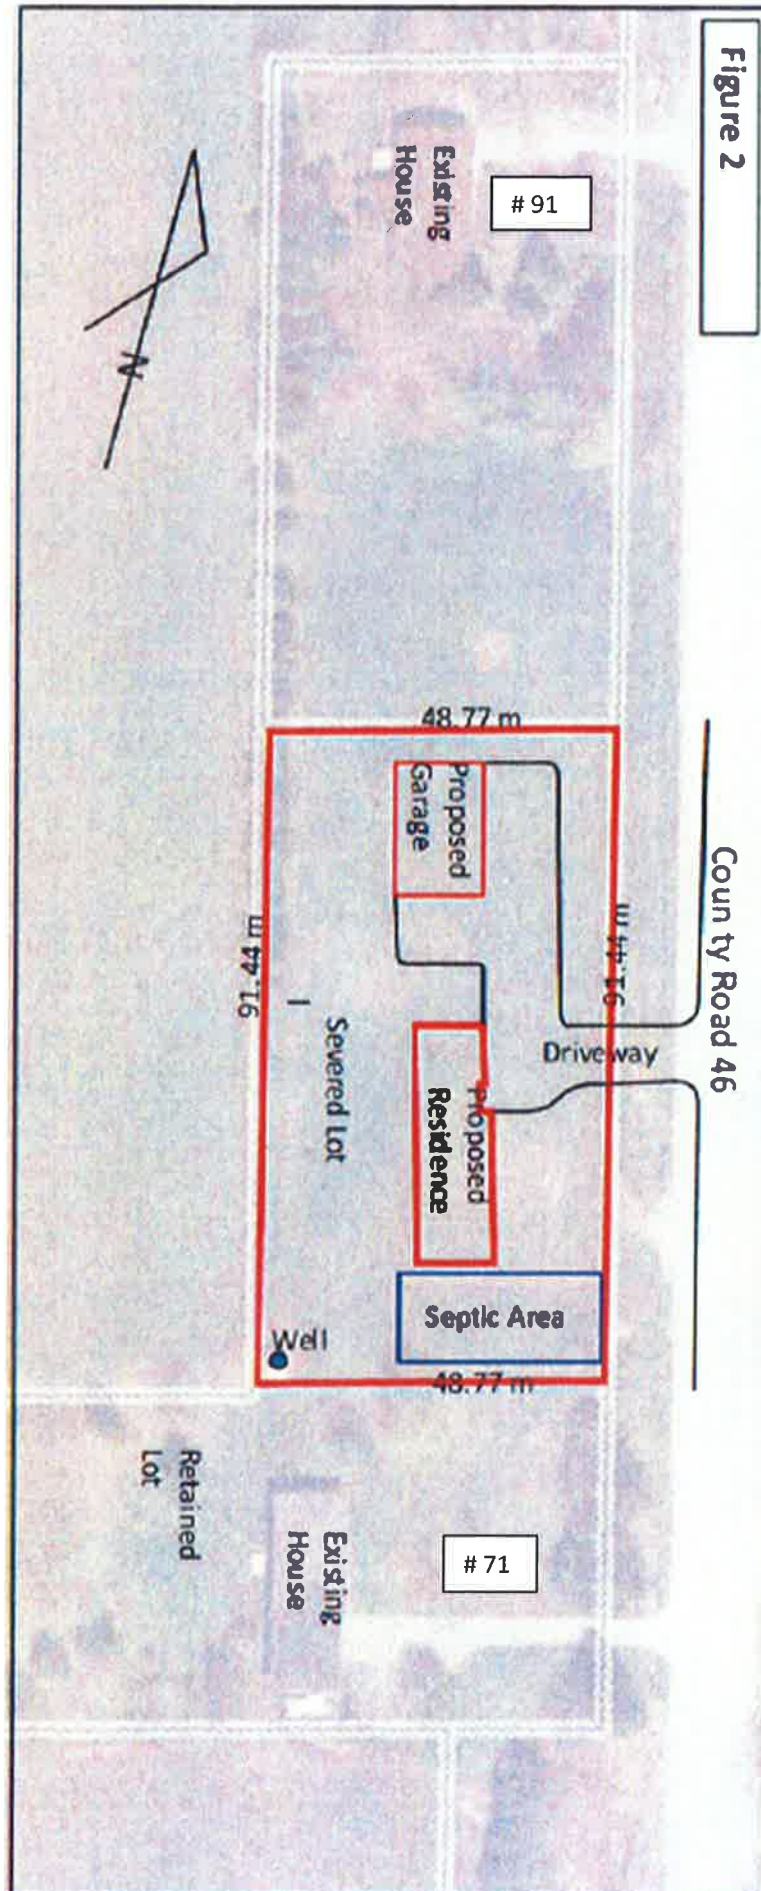 Figure 2
County Road 46
# 91
Existing
House
48.77 m
91.44 m
Driveway
Proposed
Garage
Proposed
Residence
Septic Area
Severed Lot
91.44 m
Well
48.77 m
# 71
Existing
House
Retained
Lot
N